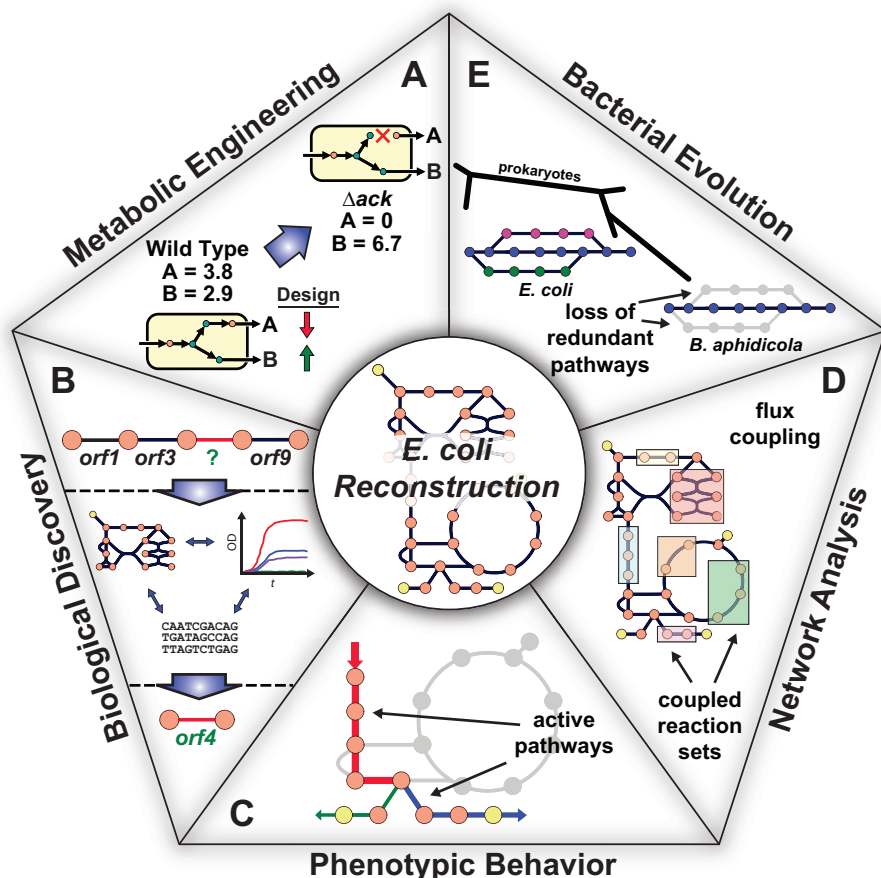 Metabolic Engineering
A
A
B
Δack
A = 0
B = 6.7
Wild Type
A = 3.8
B = 2.9
Design
A
B
Bacterial Evolution
E
prokaryotes
E. coli
loss of
redundant
pathways
B. aphidicola
Biological Discovery
B
orf1 orf3 ? orf9
OD
t
CAATCGACAG
TGATAGCCAG
TTAGTCTGAG
orf4
E. coli
Reconstruction
Network Analysis
D
flux
coupling
coupled
reaction
sets
C
active
pathways
Phenotypic Behavior